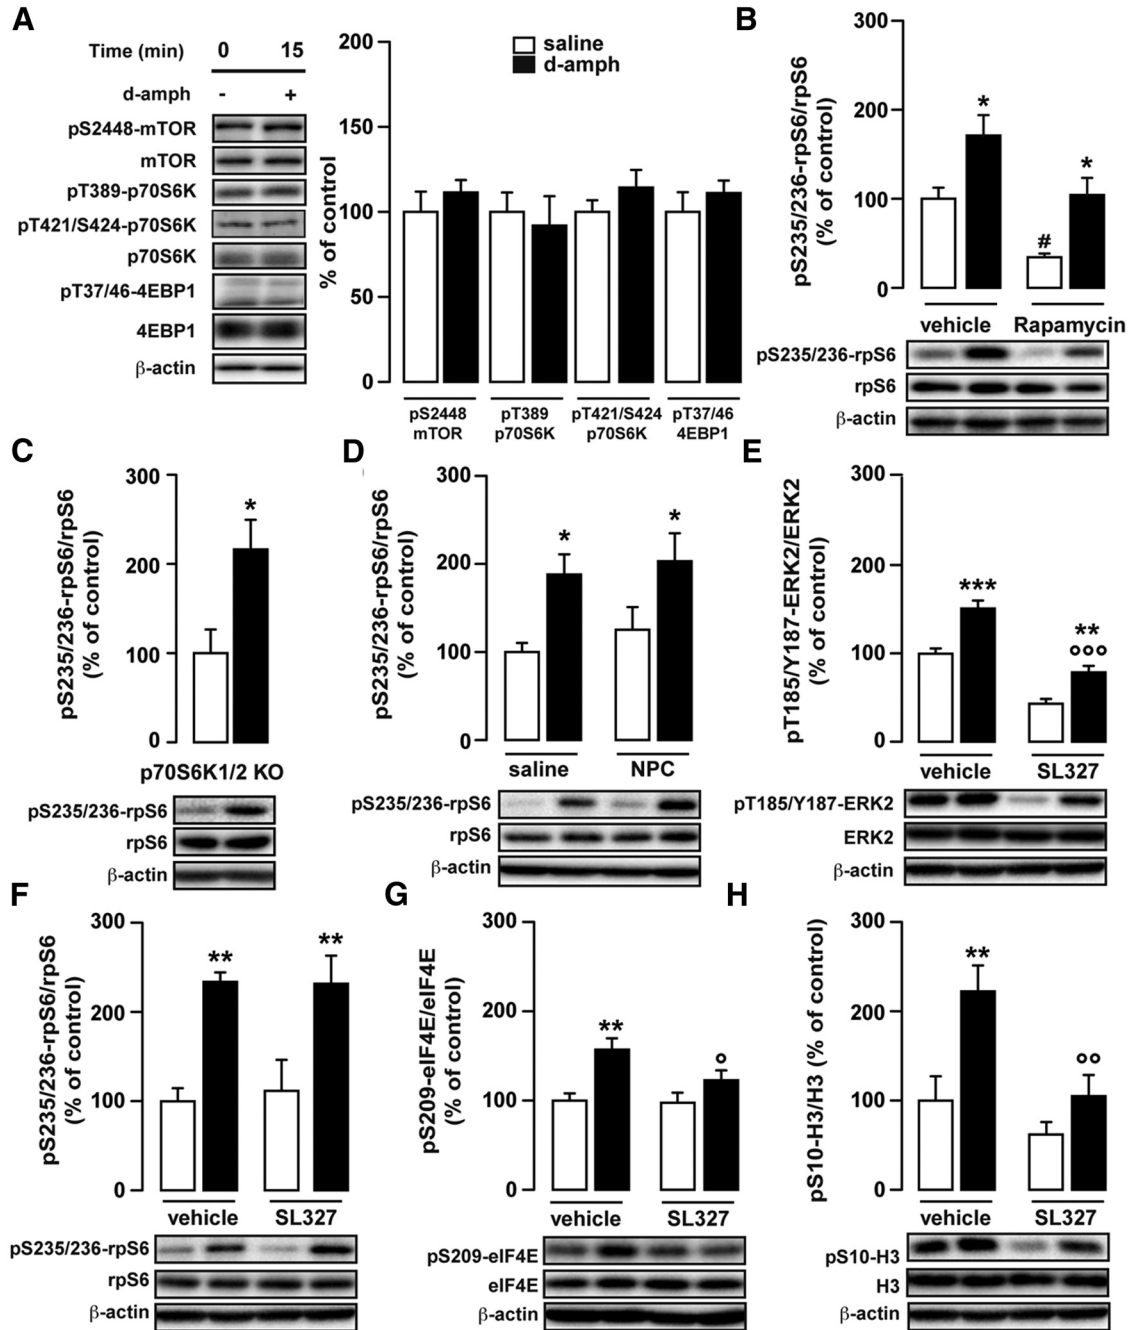 A
Time (min) 0 15
d-amph - +
pS2448-mTOR
mTOR
pT389-p70S6K
pT421/S424-p70S6K
p70S6K
pT37/46-4EBP1
4EBP1
β-actin
% of control
200
150
100
50
0
saline
d-amph
pS2448 mTOR
pT389 p70S6K
pT421/S424 p70S6K
pT37/46 4EBP1
B
pS235/236-rpS6/rpS6
(% of control)
300
200
100
0
*
#
*
vehicle Rapamycin
pS235/236-rpS6
rpS6
β-actin
C
pS235/236-rpS6/rpS6
(% of control)
300
200
100
0
*
p70S6K1/2 KO
pS235/236-rpS6
rpS6
β-actin
D
pS235/236-rpS6/rpS6
(% of control)
300
200
100
0
*
*
saline NPC
pS235/236-rpS6
rpS6
β-actin
E
pT185/Y187-ERK2/ERK2
(% of control)
300
200
100
0
***
**
°°°
vehicle SL327
pT185/Y187-ERK2
ERK2
β-actin
F
pS235/236-rpS6/rpS6
(% of control)
300
200
100
0
**
**
vehicle SL327
pS235/236-rpS6
rpS6
β-actin
G
pS209-eIF4E/eIF4E
(% of control)
300
200
100
0
**
°
vehicle SL327
pS209-eIF4E
eIF4E
β-actin
H
pS10-H3/H3 (% of control)
300
200
100
0
**
°°
vehicle SL327
pS10-H3
H3
β-actin